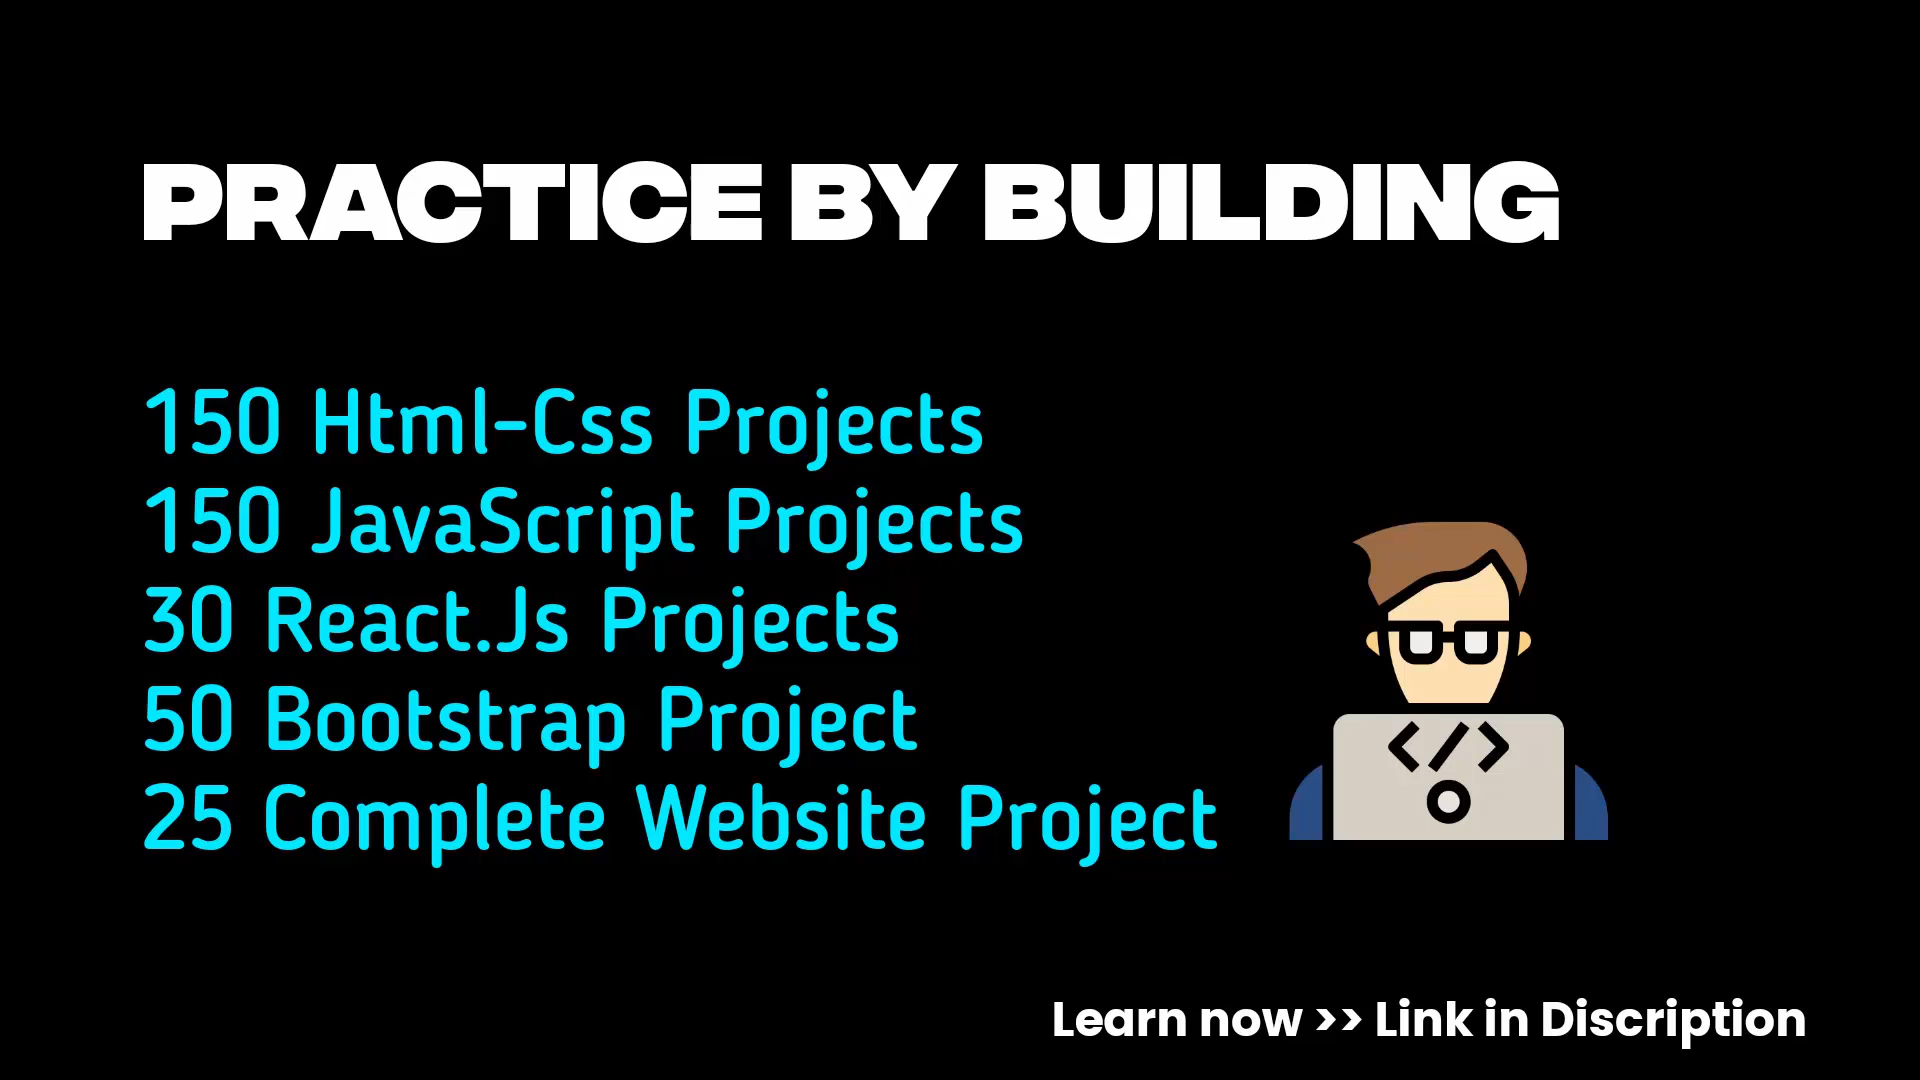 PRACTICE BY BUILDING
150 Html-Css Projects
150 JavaScript Projects
30 React.Js Projects
50 Bootstrap Project
25 Complete Website Project
</>
Learn now >> Link in Discription